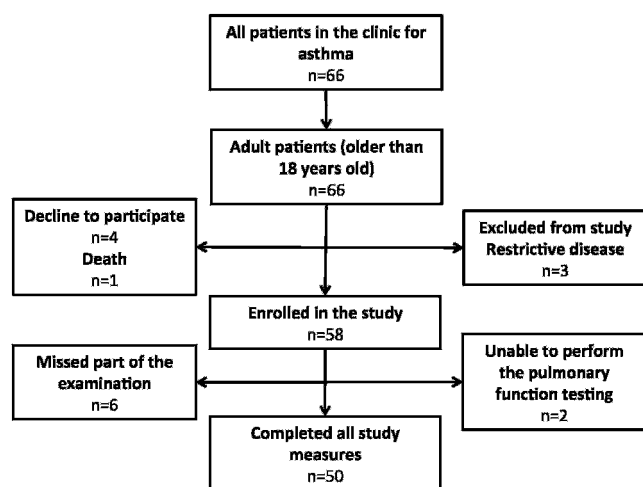 All patients in the clinic for
asthma
n=66
Adult patients (older than
18 years old)
n=66
Decline to participate
n=4
Death
n=1
Excluded from study
Restrictive disease
n=3
Enrolled in the study
n=58
Missed part of the
examination
n=6
Unable to perform
the pulmonary
function testing
n=2
Completed all study
measures
n=50